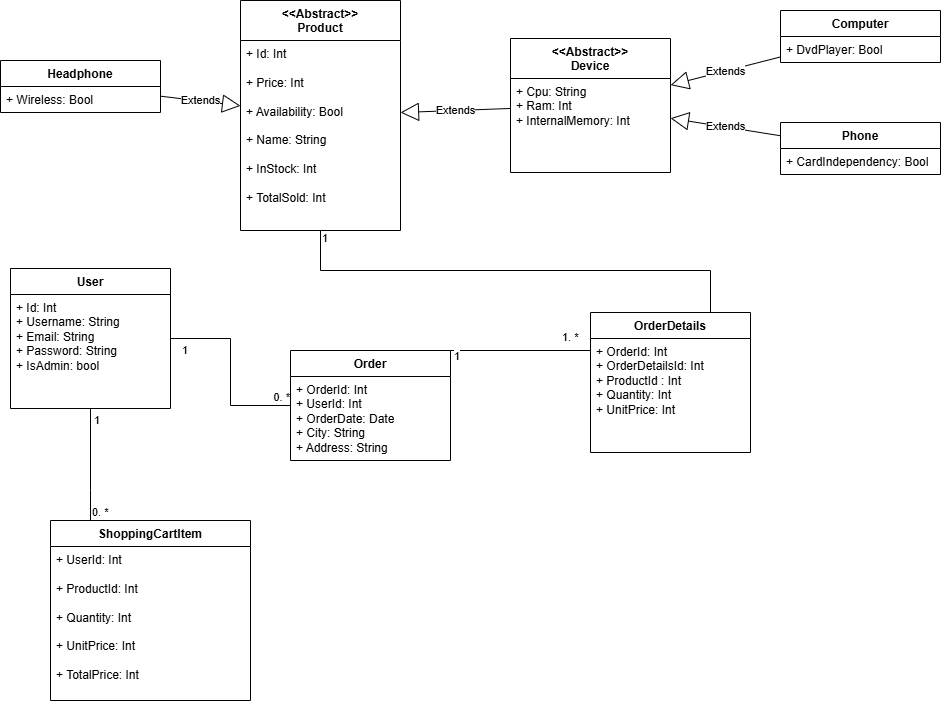 <<Abstract>>
Product
+ Id: Int
+ Price: Int
+ Availability: Bool
+ Name: String
+ InStock: Int
+ TotalSold: Int
Headphone
+ Wireless: Bool
Extends
<<Abstract>>
Device
+ Cpu: String
+ Ram: Int
+ InternalMemory: Int
Extends
Computer
+ DvdPlayer: Bool
Extends
Phone
+ CardIndependency: Bool
Extends
1
User
+ Id: Int
+ Username: String
+ Email: String
+ Password: String
+ IsAdmin: bool
1
0. *
Order
+ OrderId: Int
+ UserId: Int
+ OrderDate: Date
+ City: String
+ Address: String
1
1. *
OrderDetails
+ OrderId: Int
+ OrderDetailsId: Int
+ ProductId : Int
+ Quantity: Int
+ UnitPrice: Int
1
0. *
ShoppingCartItem
+ UserId: Int
+ ProductId: Int
+ Quantity: Int
+ UnitPrice: Int
+ TotalPrice: Int